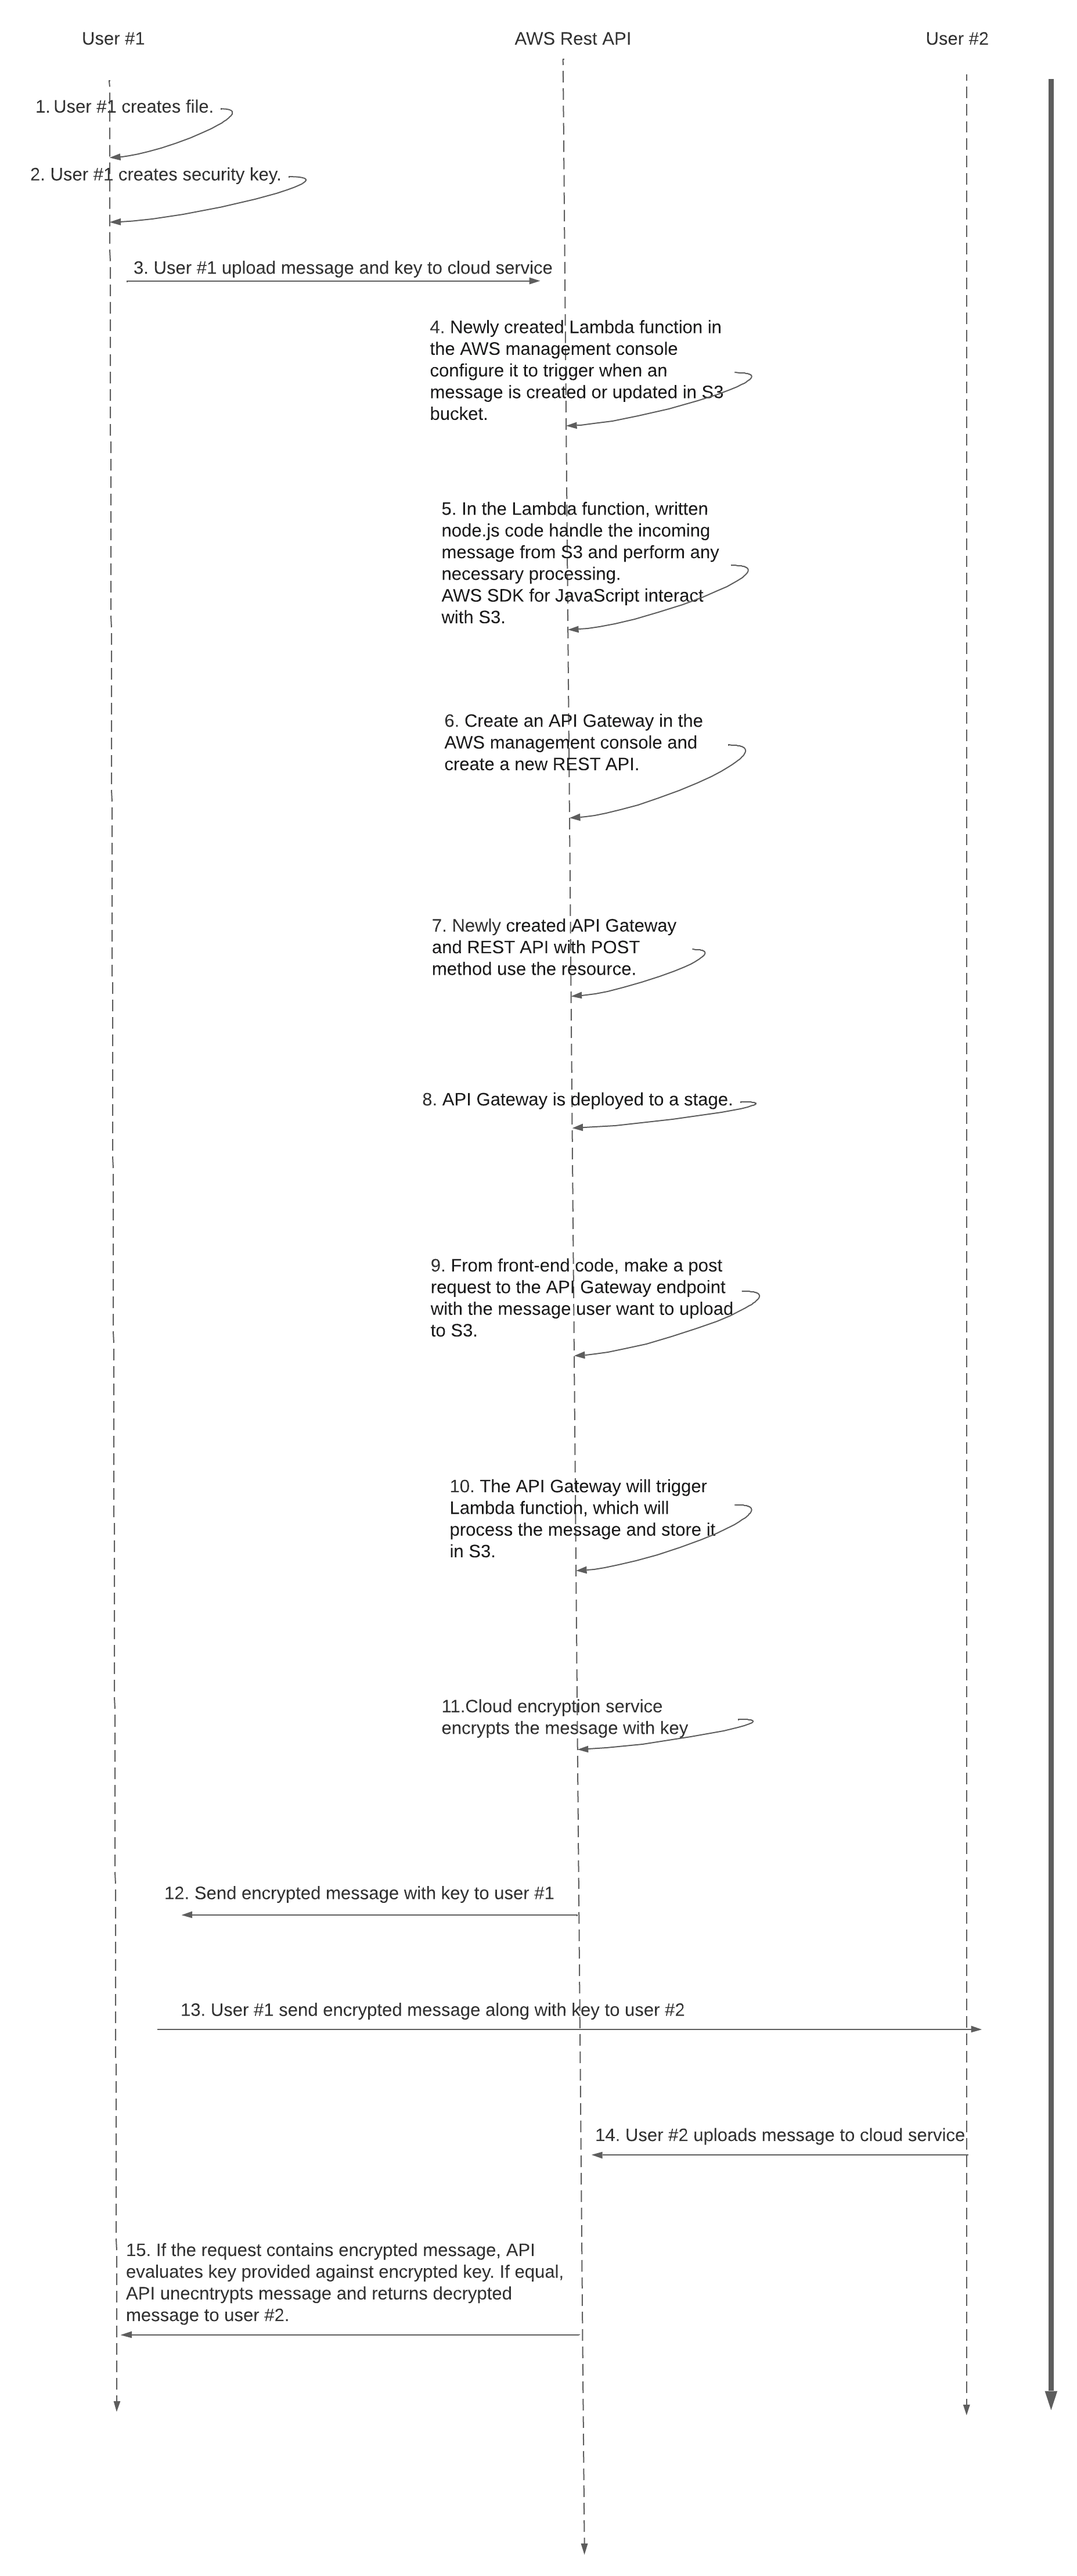 User #1
AWS Rest API
User #2
1. User #1 creates file.
2. User #1 creates security key.
3. User #1 upload message and key to cloud service
4. Newly created Lambda function in
the AWS management console
configure it to trigger when an
message is created or updated in S3
bucket.
5. In the Lambda function, written
node.js code handle the incoming
message from S3 and perform any
necessary processing.
AWS SDK for JavaScript interact
with S3.
6. Create an API Gateway in the
AWS management console and
create a new REST API.
7. Newly created API Gateway
and REST API with POST
method use the resource.
8. API Gateway is deployed to a stage.
9. From front-end code, make a post
request to the API Gateway endpoint
with the message user want to upload
to S3.
10. The API Gateway will trigger
Lambda function, which will
process the message and store it
in S3.
11.Cloud encryption service
encrypts the message with key
12. Send encrypted message with key to user #1
13. User #1 send encrypted message along with key to user #2
14. User #2 uploads message to cloud service
15. If the request contains encrypted message, API
evaluates key provided against encrypted key. If equal,
API unecntrypts message and returns decrypted
message to user #2.